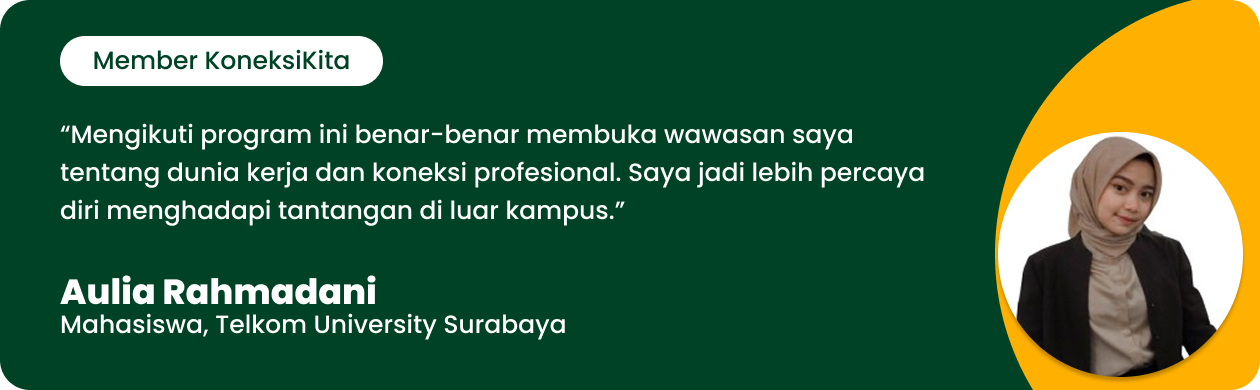 Member KoneksiKita
“Mengikuti program ini benar-benar membuka wawasan saya
tentang dunia kerja dan koneksi profesional. Saya jadi lebih percaya
diri menghadapi tantangan di luar kampus.”
Aulia Rahmadani
Mahasiswa, Telkom University Surabaya